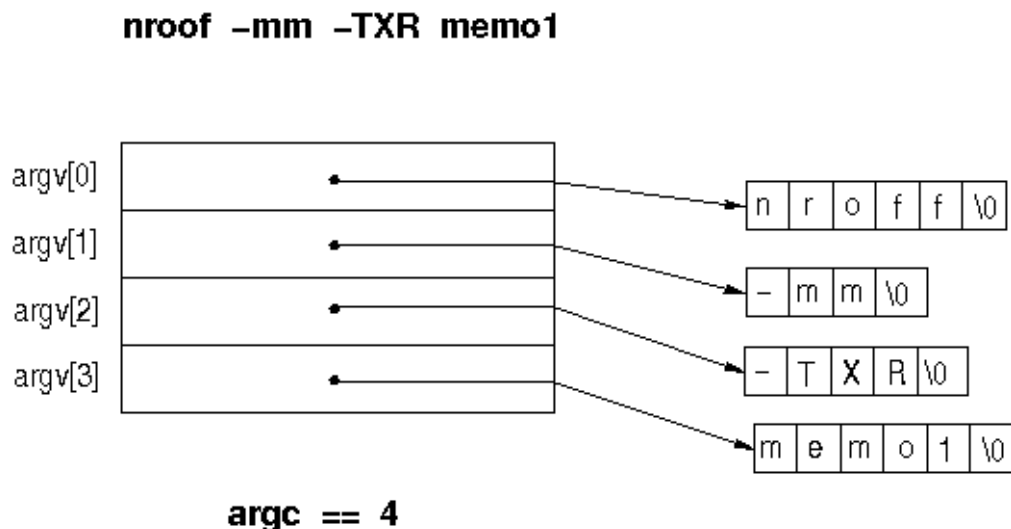 nroof –mm –TXR memo1
argv[0]
n r o f f \0
argv[1]
– m m \0
argv[2]
– T X R \0
argv[3]
m e m o 1 \0
argc == 4